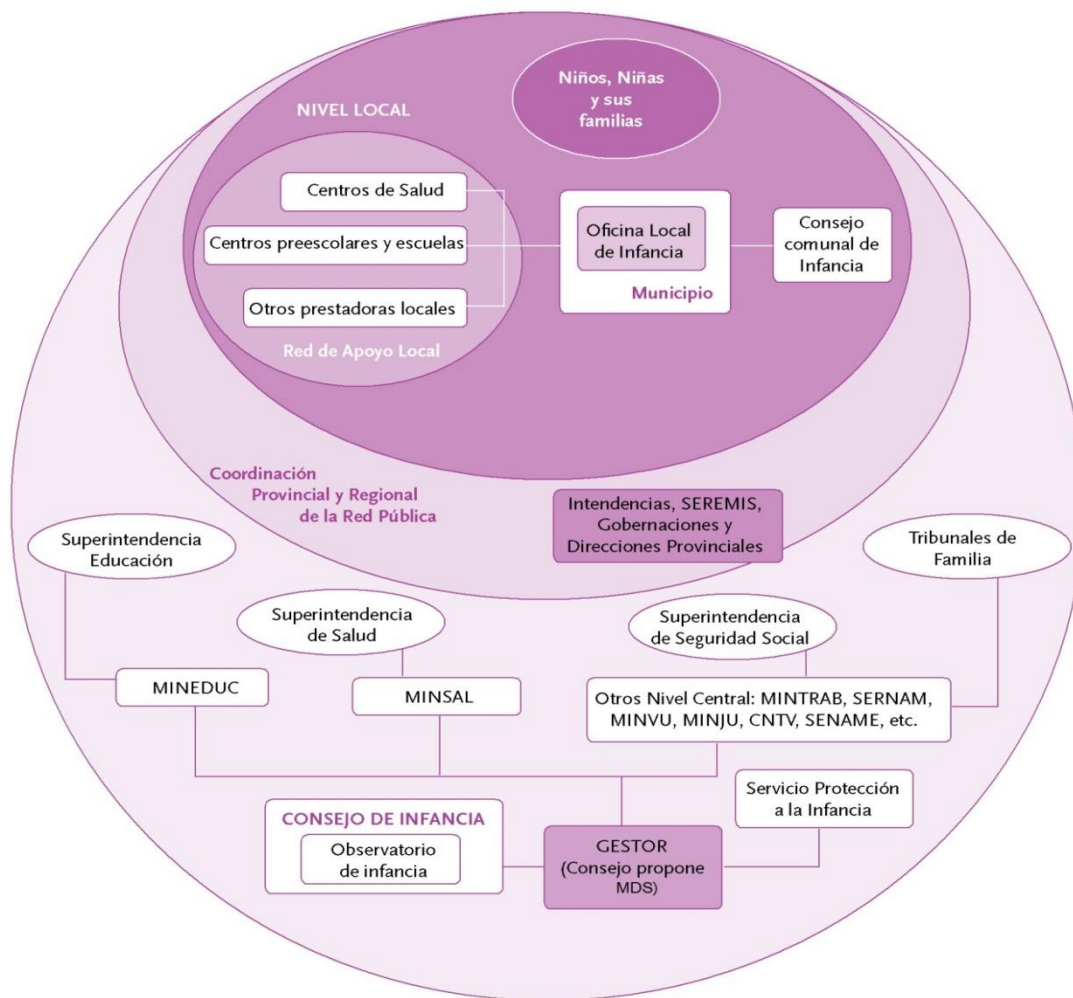 Niños, Niñas
y sus
familias
NIVEL LOCAL
Centros de Salud
Centros preescolares y escuelas
Otros prestadoras locales
Red de Apoyo Local
Oficina Local
de Infancia
Municipio
Consejo
comunal de
Infancia
Coordinación
Provincial y Regional
de la Red Pública
Intendencias, SEREMIS,
Gobernaciones y
Direcciones Provinciales
Superintendencia
Educación
Tribunales de
Familia
Superintendencia
de Salud
Superintendencia
de Seguridad Social
MINEDUC
MINSAL
Otros Nivel Central: MINTRAB, SERNAM,
MINVU, MINJU, CNTV, SENAME, etc.
Servicio Protección
a la Infancia
CONSEJO DE INFANCIA
Observatorio
de infancia
GESTOR
(Consejo propone
MDS)